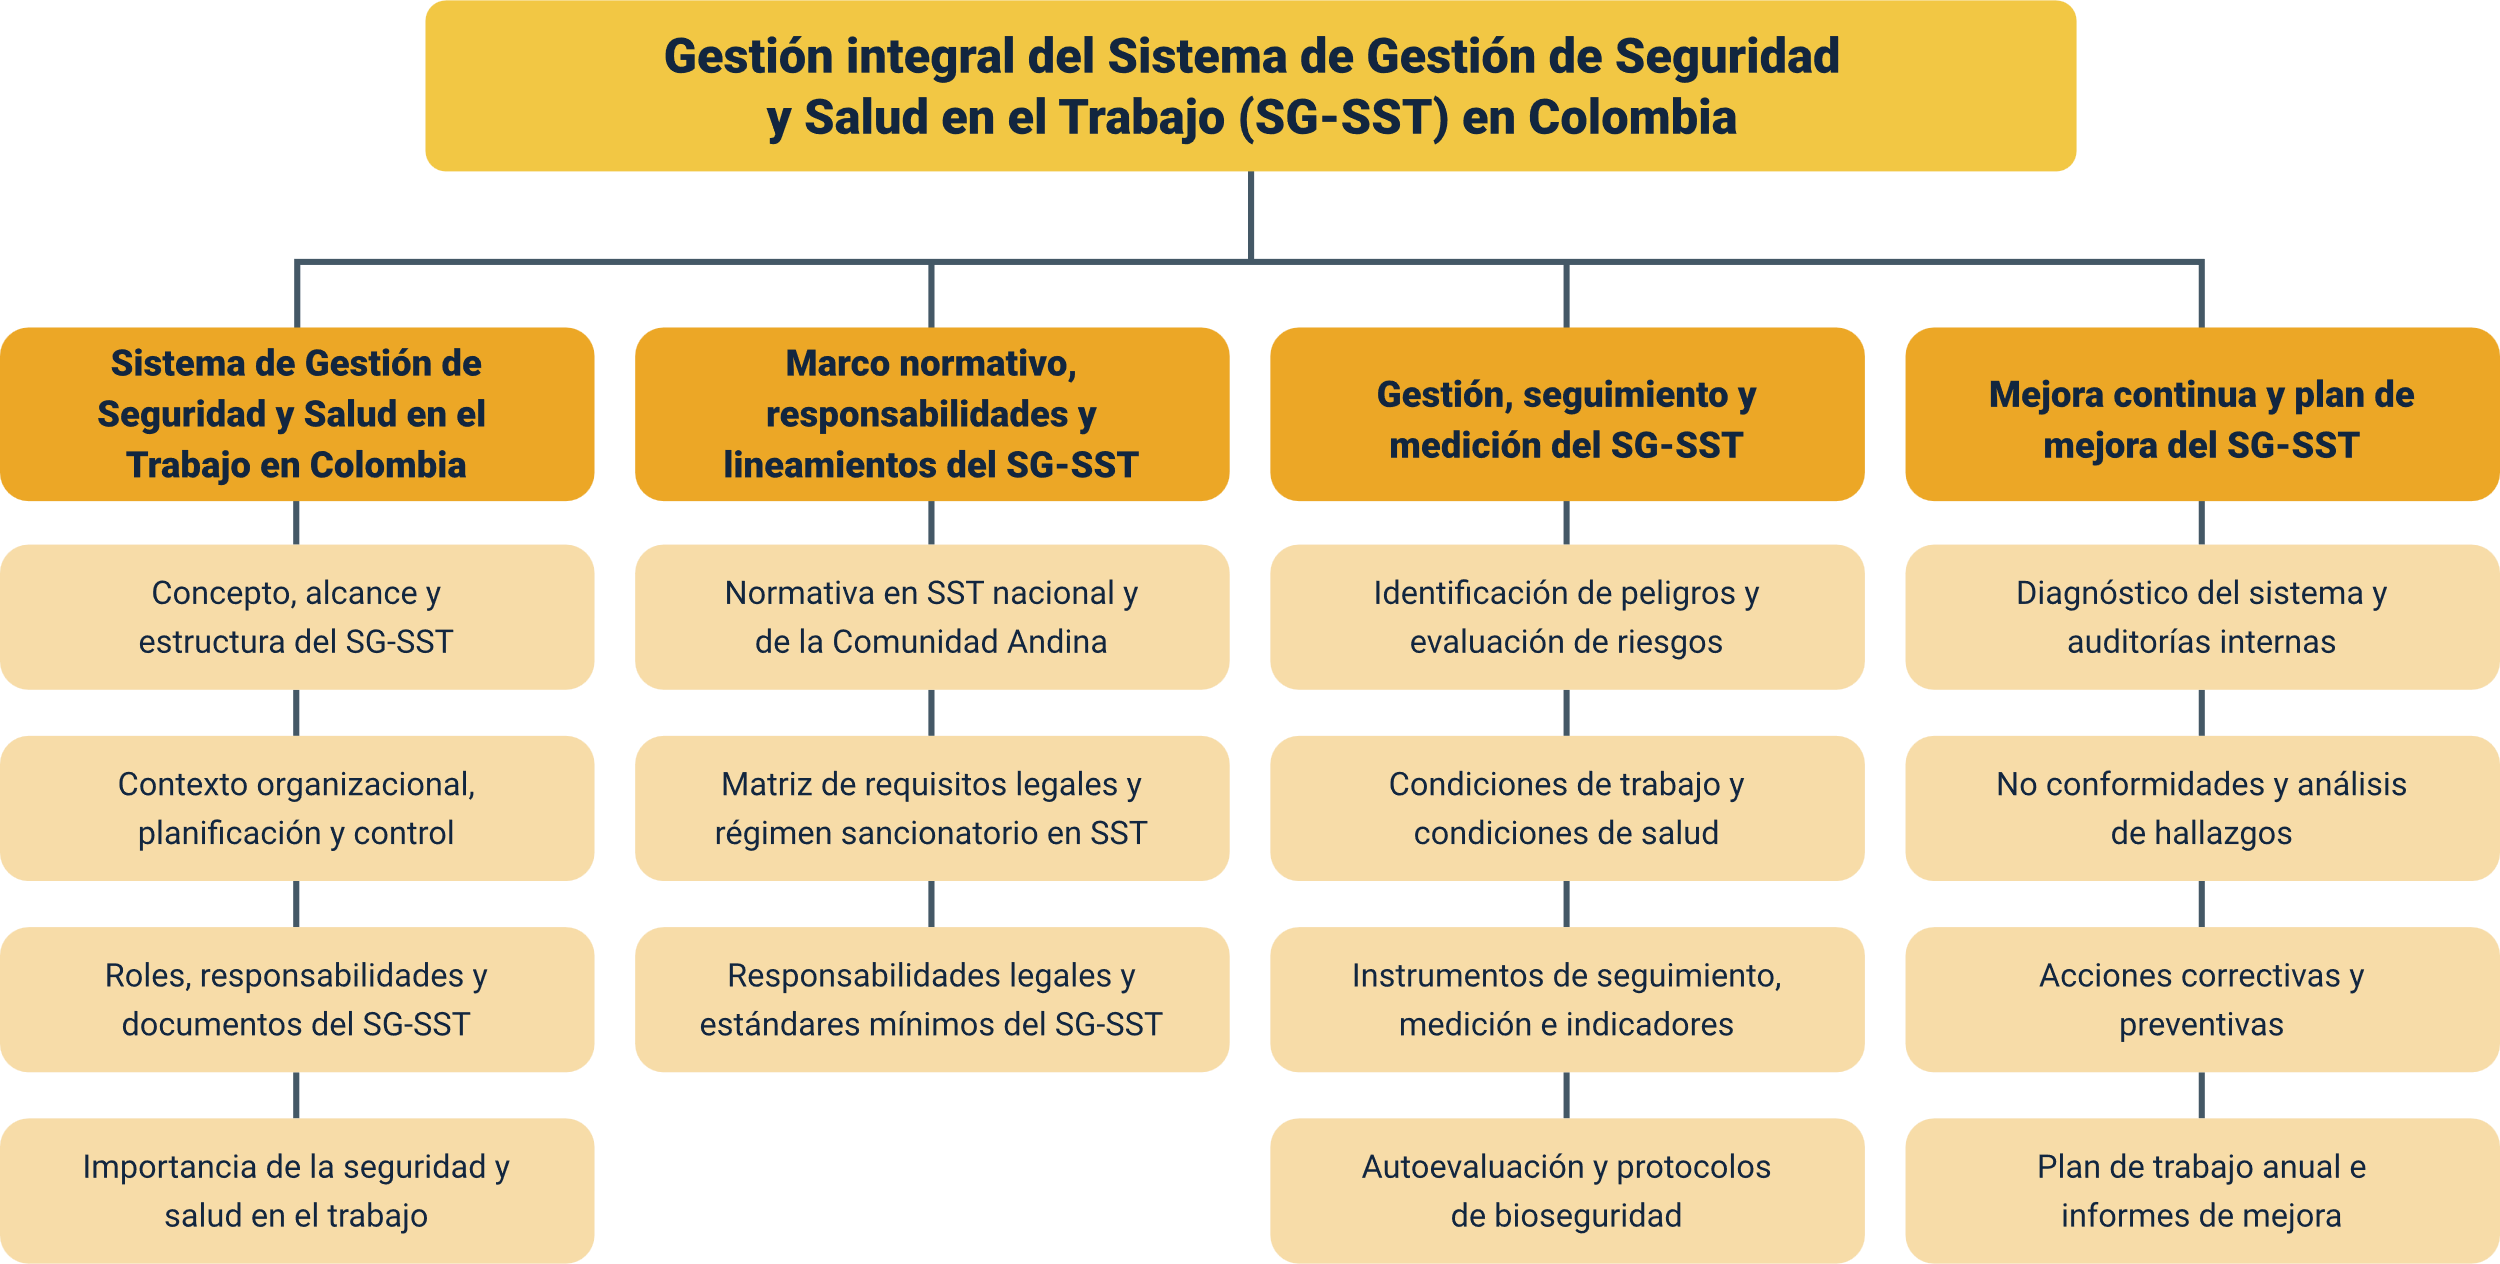 Gestión integral del Sistema de Gestión de Seguridad
y Salud en el Trabajo (SG-SST) en Colombia
Sistema de Gestión de
Seguridad y Salud en el
Trabajo en Colombia
Concepto, alcance y
estructura del SG-SST
Contexto organizacional,
planificación y control
Roles, responsabilidades y
documentos del SG-SST
Importancia de la seguridad y
salud en el trabajo
Marco normativo,
responsabilidades y
lineamientos del SG-SST
Normativa en SST nacional y
de la Comunidad Andina
Matriz de requisitos legales y
régimen sancionatorio en SST
Responsabilidades legales y
estándares mínimos del SG-SST
Gestión, seguimiento y
medición del SG-SST
Identificación de peligros y
evaluación de riesgos
Condiciones de trabajo y
condiciones de salud
Instrumentos de seguimiento,
medición e indicadores
Autoevaluación y protocolos
de bioseguridad
Mejora continua y plan de
mejora del SG-SST
Diagnóstico del sistema y
auditorías internas
No conformidades y análisis
de hallazgos
Acciones correctivas y
preventivas
Plan de trabajo anual e
informes de mejora